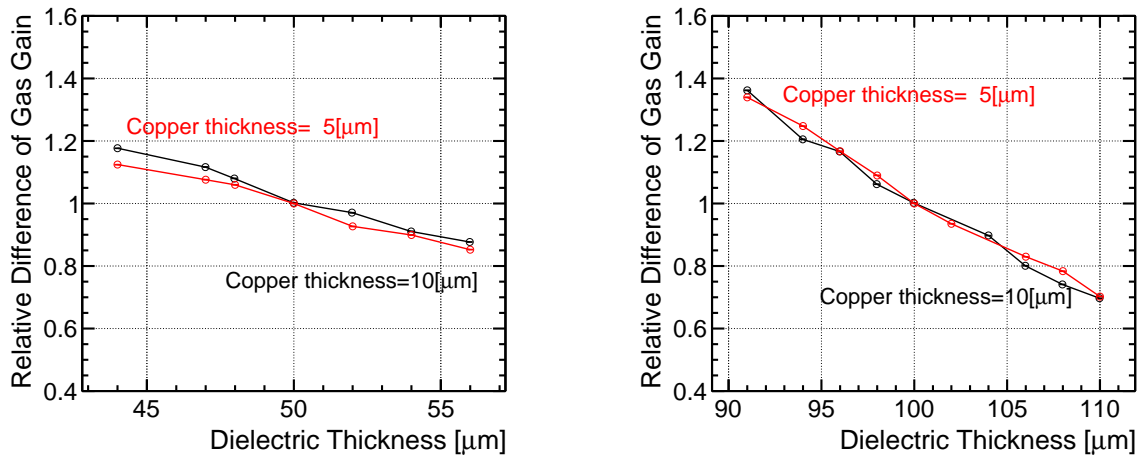 Relative Difference of Gas Gain
1.6
1.4
1.2
1
0.8
0.6
0.4
Copper thickness=  5[μm]
Copper thickness=10[μm]
45
50
55
Dielectric Thickness [μm]
Relative Difference of Gas Gain
1.6
1.4
1.2
1
0.8
0.6
0.4
Copper thickness=  5[μm]
Copper thickness=10[μm]
90
95
100
105
110
Dielectric Thickness [μm]